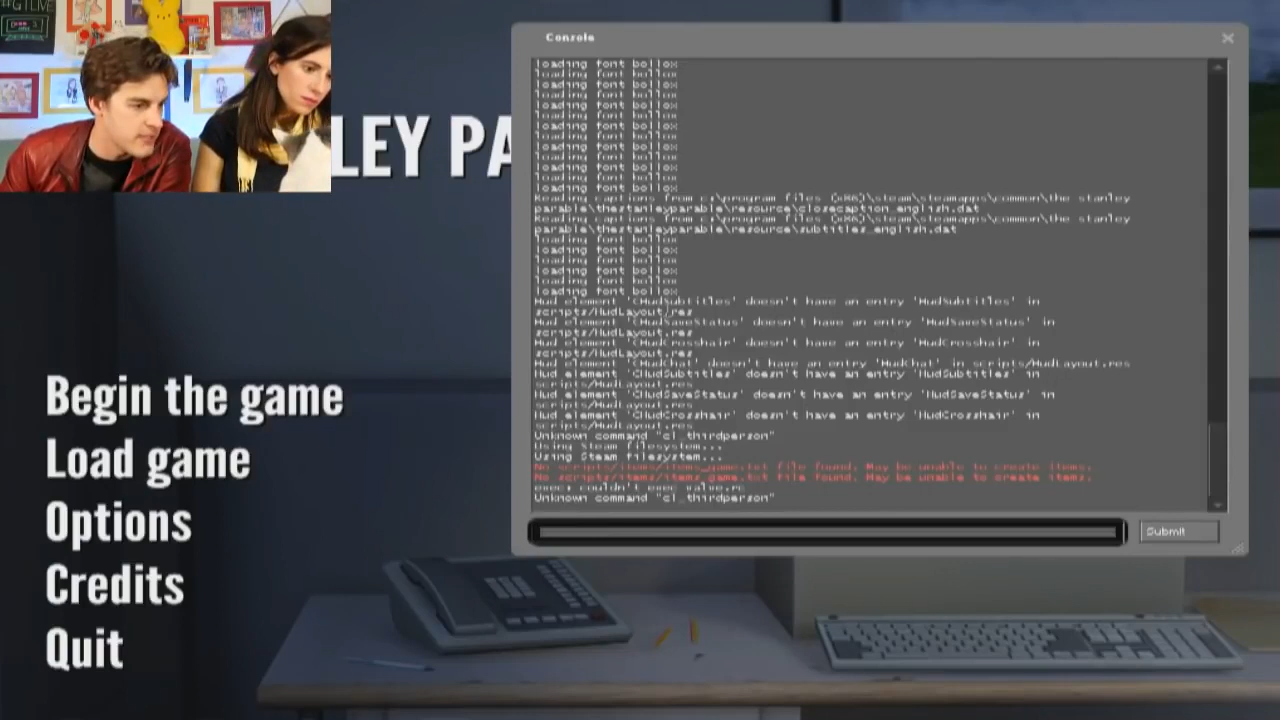 #GTLIVE
LEY PA
Begin the game
Load game
Options
Credits
Quit
Console
loading font bollox
loading font bollox
loading font bollox
loading font bollox
loading font bollox
loading font bollox
loading font bollox
loading font bollox
loading font bollox
loading font bollox
loading font bollox
loading font bollox
loading font bollox
Reading captions from c:\program files (x86)\steam\steamapps\common\the stanley
parable\thestanleyparable\resource\closecaption_english.dat
Reading captions from c:\program files (x86)\steam\steamapps\common\the stanley
parable\thestanleyparable\resource\subtitles_english.dat
loading font bollox
loading font bollox
loading font bollox
loading font bollox
loading font bollox
loading font bollox
Hud element 'CHudSubtitles' doesn't have an entry 'HudSubtitles' in
scripts/HudLayout.res
Hud element 'CHudSaveStatus' doesn't have an entry 'HudSaveStatus' in
scripts/HudLayout.res
Hud element 'CHudCrosshair' doesn't have an entry 'HudCrosshair' in
scripts/HudLayout.res
Hud element 'CHudChat' doesn't have an entry 'HudChat' in scripts/HudLayout.res
Hud element 'CHudSubtitles' doesn't have an entry 'HudSubtitles' in
scripts/HudLayout.res
Hud element 'CHudSaveStatus' doesn't have an entry 'HudSaveStatus' in
scripts/HudLayout.res
Hud element 'CHudCrosshair' doesn't have an entry 'HudCrosshair' in
scripts/HudLayout.res
Unknown command "cl_thirdperson"
Using Steam filesystem...
Using Steam filesystem...
No scripts/items/items_game.txt file found. May be unable to create items.
No scripts/items/items_game.txt file found. May be unable to create items.
exec: couldn't exec valve.rc
Unknown command "cl_thirdperson"
Submit